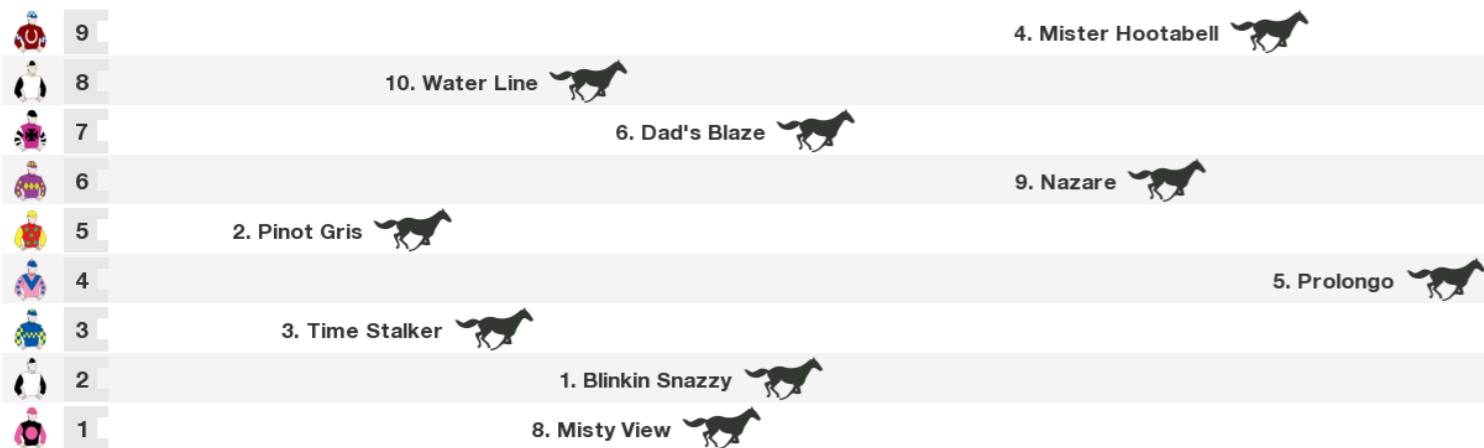 9 4. Mister Hootabell
8 10. Water Line
7 6. Dad's Blaze
6 9. Nazare
5 2. Pinot Gris
4 5. Prolongo
3 3. Time Stalker
2 1. Blinkin Snazzy
1 8. Misty View